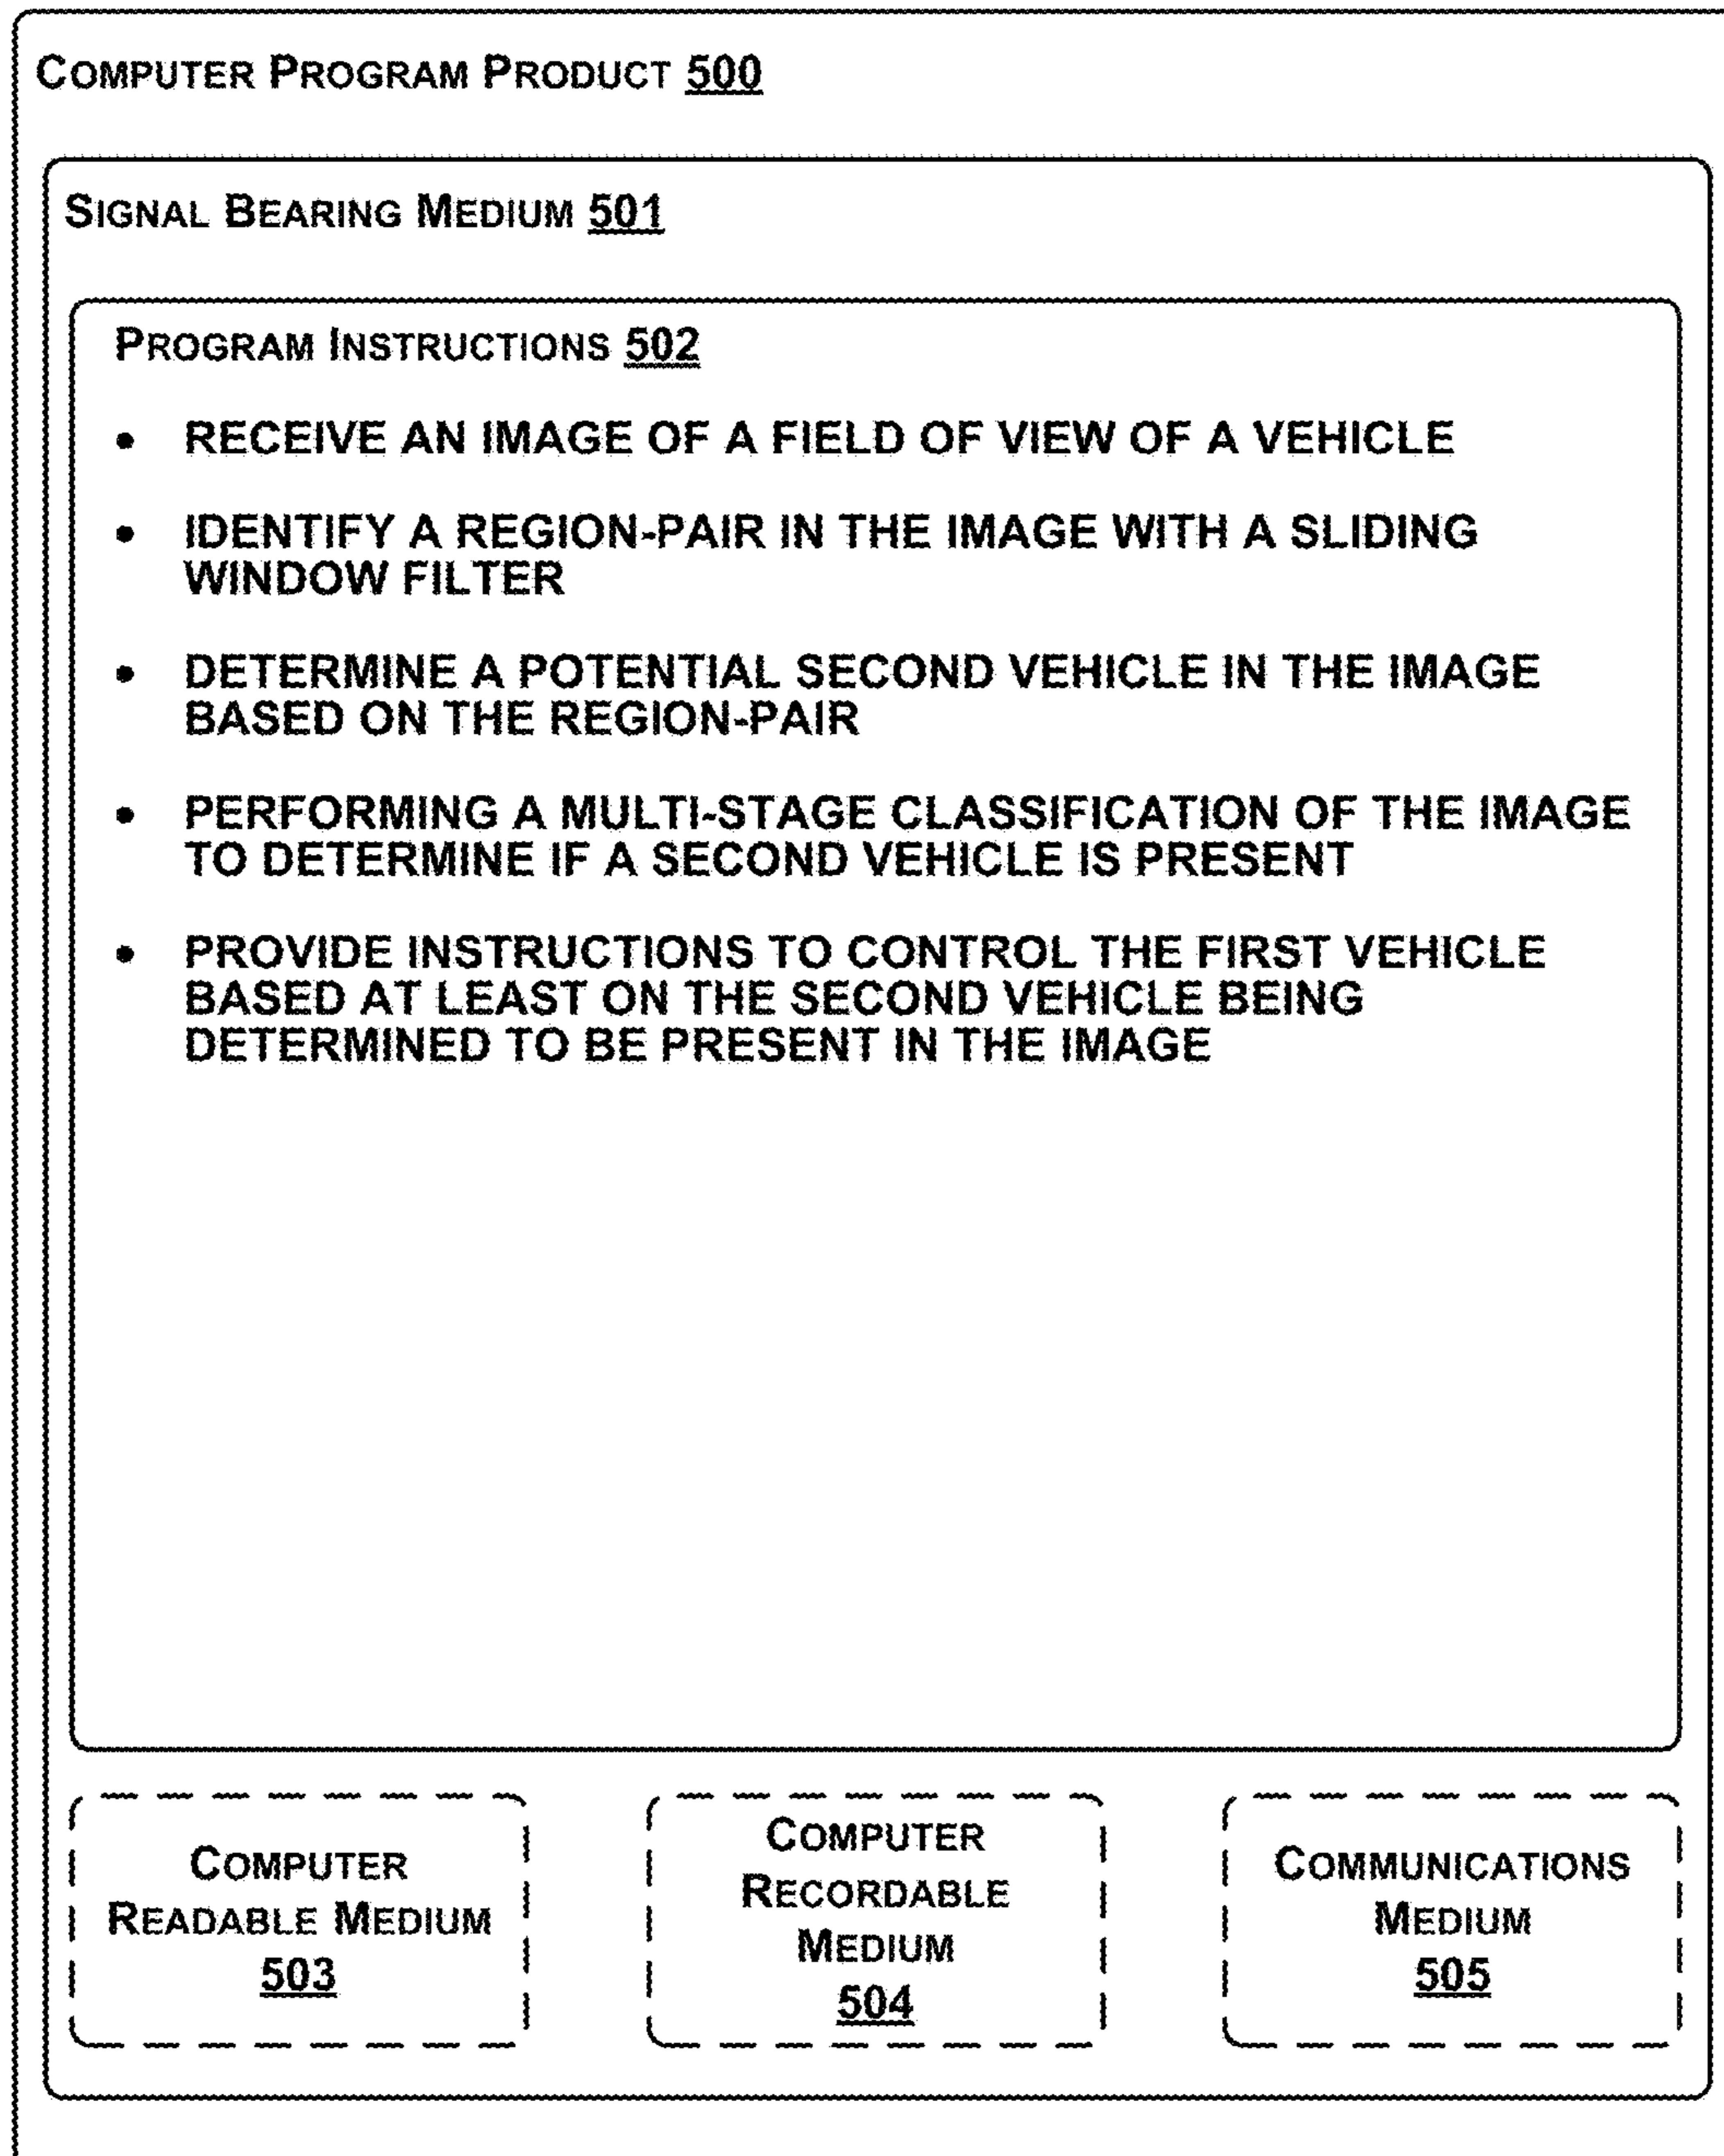 COMPUTER PROGRAM PRODUCT 500
SIGNAL BEARING MEDIUM 501
PROGRAM INSTRUCTIONS 502
• RECEIVE AN IMAGE OF A FIELD OF VIEW OF A VEHICLE
• IDENTIFY A REGION-PAIR IN THE IMAGE WITH A SLIDING
WINDOW FILTER
• DETERMINE A POTENTIAL SECOND VEHICLE IN THE IMAGE
BASED ON THE REGION-PAIR
• PERFORMING A MULTI-STAGE CLASSIFICATION OF THE IMAGE
TO DETERMINE IF A SECOND VEHICLE IS PRESENT
• PROVIDE INSTRUCTIONS TO CONTROL THE FIRST VEHICLE
BASED AT LEAST ON THE SECOND VEHICLE BEING
DETERMINED TO BE PRESENT IN THE IMAGE
COMPUTER
READABLE MEDIUM
503
COMPUTER
RECORDABLE
MEDIUM
504
COMMUNICATIONS
MEDIUM
505